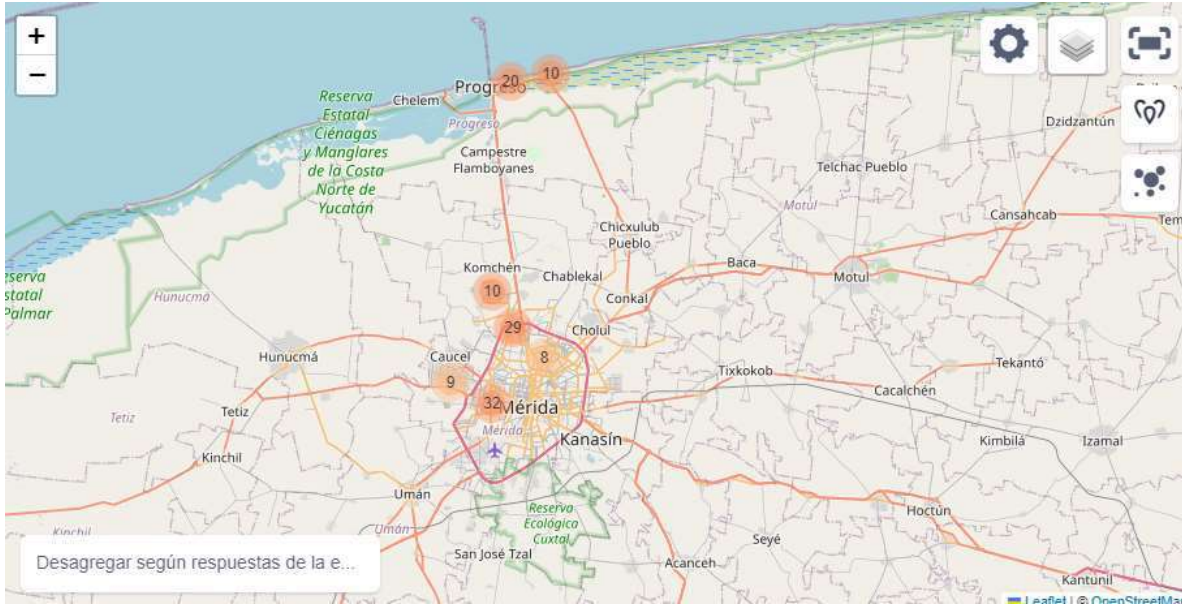 +
−
20
10
Progreso
Chelem
Progreso
Reserva
Estatal
Ciénagas
y Manglares
de la Costa
Norte de
Yucatán
Campestre
Flamboyanes
Dzidzantún
Telchac Pueblo
Motul
Cansahcab
Chicxulub
Pueblo
Baca
Motul
Komchén
Chablekal
Conkal
10
29
Cholul
8
Caucel
9
32
Mérida
Mérida
Kanasín
Hunucmá
Hunucmá
Tetiz
Tetiz
Kinchil
Kinchil
Umán
Umán
Tixkokob
Cacalchén
Tekantó
Kimbilá
Izamal
Hoctún
Seyé
Acanceh
San José Tzal
Reserva
Ecológica
Cuxtal
Kantunil
Desagregar según respuestas de la e...
Leaflet | © OpenStreetMap